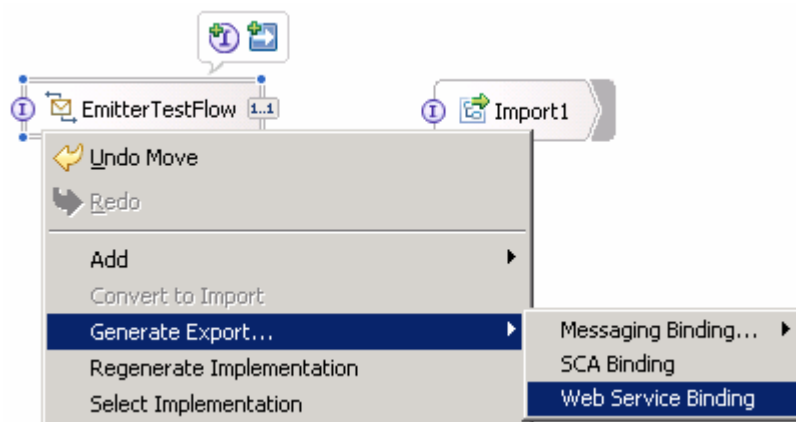 I
I EmitterTestFlow 1..1
I Import1
Undo Move
Redo
Add
Convert to Import
Generate Export...
Messaging Binding...
Regenerate Implementation
SCA Binding
Select Implementation
Web Service Binding